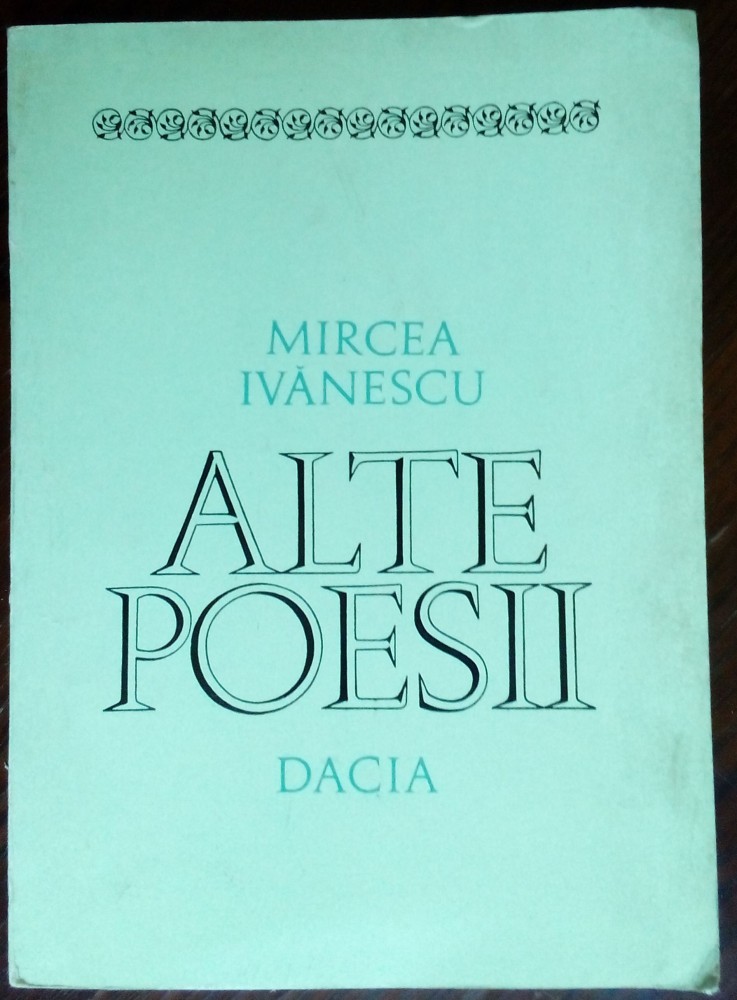 MIRCEA
IVĂNESCU
ALTE
POESII
DACIA